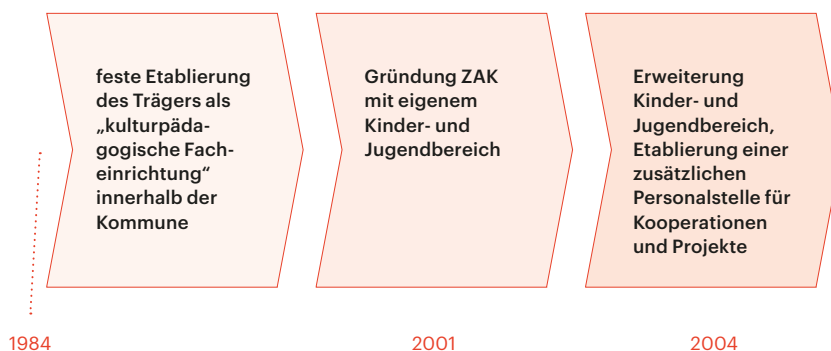 feste Etablierung
des Trägers als
„kulturpäda-
gogische Fach-
einrichtung“
innerhalb der
Kommune
Gründung ZAK
mit eigenem
Kinder- und
Jugendbereich
Erweiterung
Kinder- und
Jugendbereich,
Etablierung einer
zusätzlichen
Personalstelle für
Kooperationen
und Projekte
1984
2001
2004